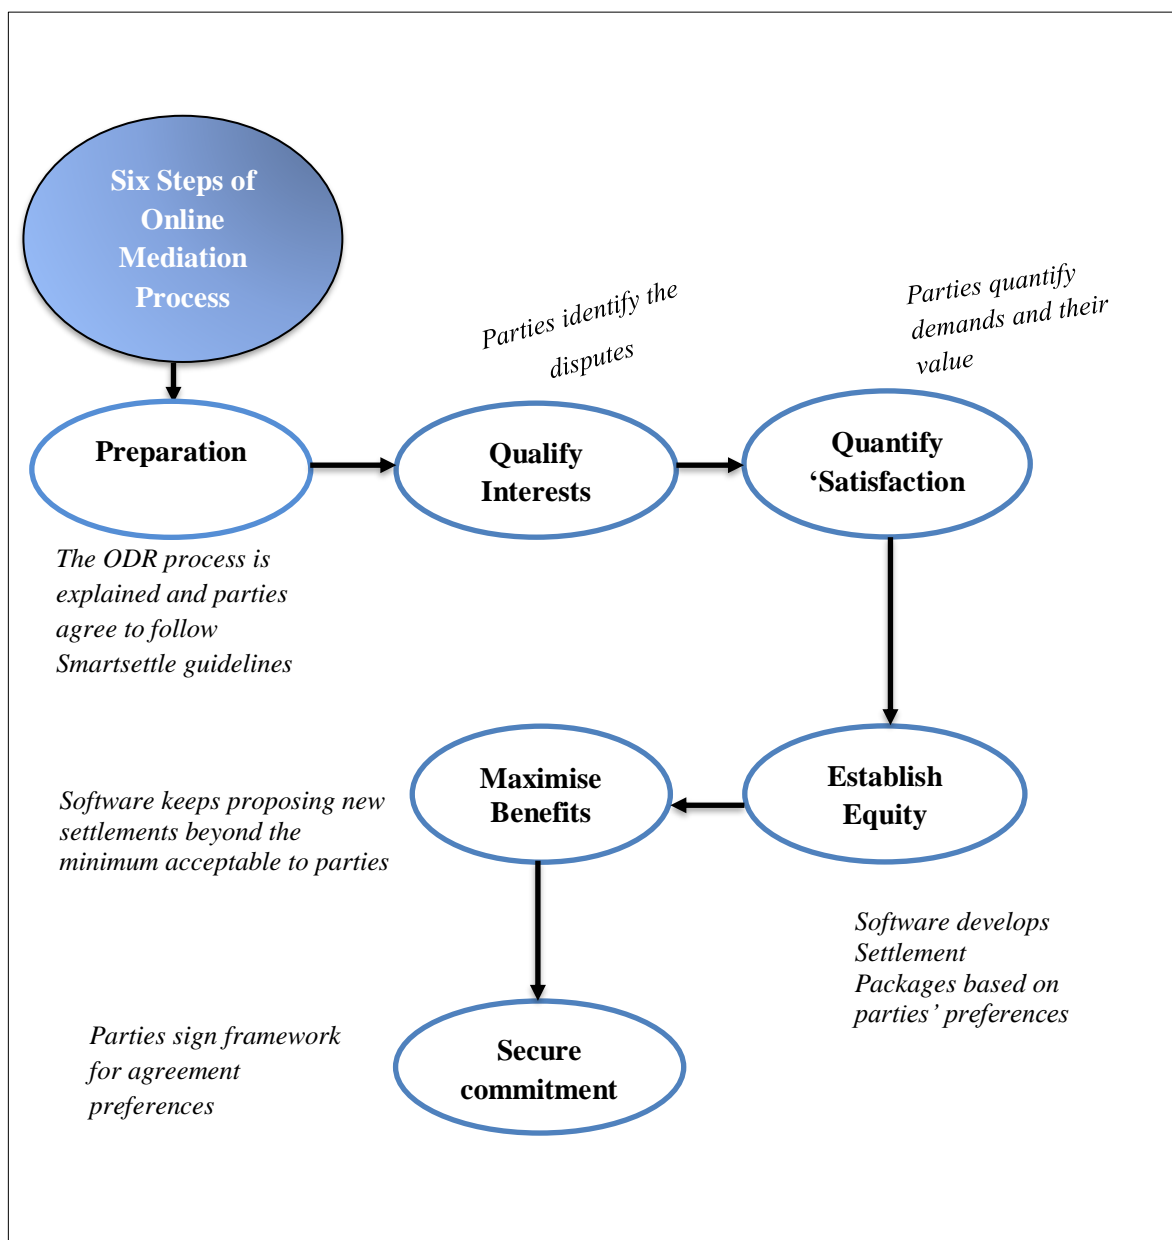 Six Steps of
Online
Mediation
Process
Parties identify the
disputes
Parties quantify
demands and their
value
Preparation
Qualify
Interests
Quantify
‘Satisfaction
The ODR process is
explained and parties
agree to follow
Smartsettle guidelines
Maximise
Benefits
Establish
Equity
Software keeps proposing new
settlements beyond the
minimum acceptable to parties
Software develops
Settlement
Packages based on
parties’ preferences
Secure
commitment
Parties sign framework
for agreement
preferences